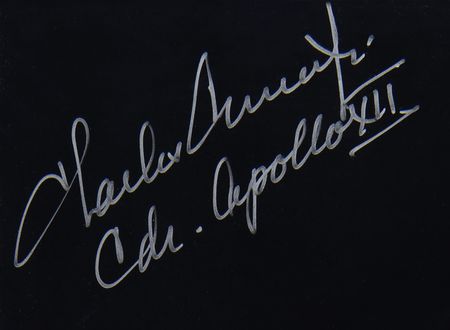 Charles Conrad Jr.
Cdr. Apollo XII